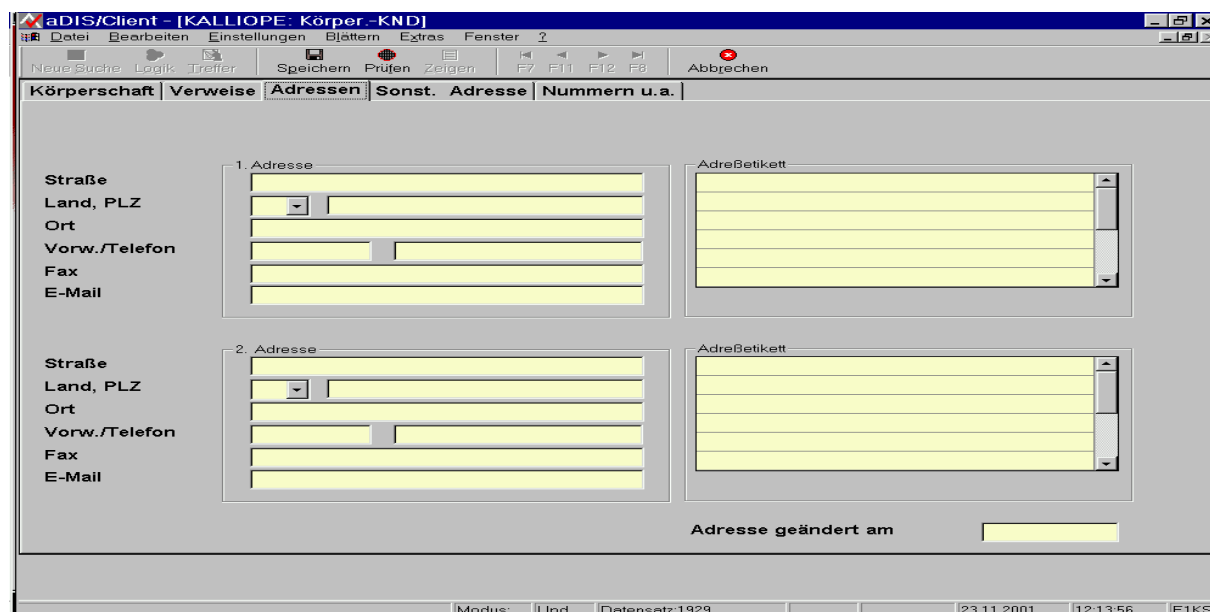 aDIS/Client - [KALLIOPE: Körper.-KND]
Datei Bearbeiten Einstellungen Blättern Extras Fenster ?
Neue Suche Logik Treffer Speichern Prüfen Zeigen F7 F11 F12 F8 Abbrechen
Körperschaft Verweise Adressen Sonst. Adresse Nummern u.a.
1. Adresse Adreßetikett
Straße
Land, PLZ
Ort
Vorw./Telefon
Fax
E-Mail
2. Adresse Adreßetikett
Straße
Land, PLZ
Ort
Vorw./Telefon
Fax
E-Mail
Adresse geändert am
Modus: Upd Datensatz:1929 23.11.2001 12:13:56 E1KS